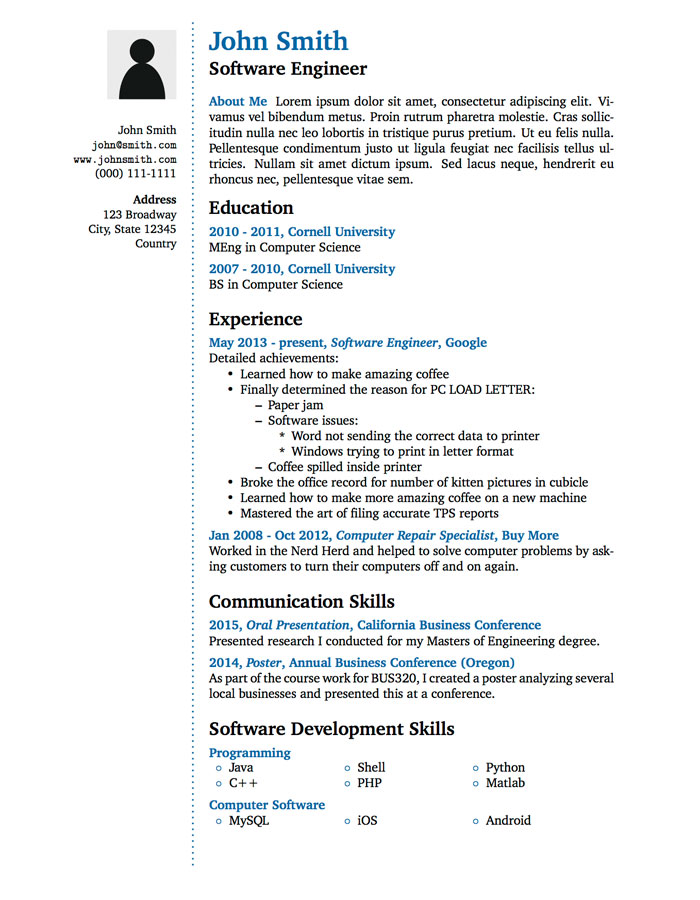 John Smith
john@smith.com
www.johnsmith.com
(000) 111-1111
Address
123 Broadway
City, State 12345
Country
John Smith
Software Engineer
About Me Lorem ipsum dolor sit amet, consectetur adipiscing elit. Vi-
vamus vel bibendum metus. Proin rutrum pharetra molestie. Cras sollic-
itudin nulla nec leo lobortis in tristique purus pretium. Ut eu felis nulla.
Pellentesque condimentum justo ut ligula feugiat nec facilisis tellus ul-
tricies. Nullam sit amet dictum ipsum. Sed lacus neque, hendrerit eu
rhoncus nec, pellentesque vitae sem.
Education
2010 - 2011, Cornell University
MEng in Computer Science
2007 - 2010, Cornell University
BS in Computer Science
Experience
May 2013 - present, Software Engineer, Google
Detailed achievements:
• Learned how to make amazing coffee
• Finally determined the reason for PC LOAD LETTER:
– Paper jam
– Software issues:
* Word not sending the correct data to printer
* Windows trying to print in letter format
– Coffee spilled inside printer
• Broke the office record for number of kitten pictures in cubicle
• Learned how to make more amazing coffee on a new machine
• Mastered the art of filing accurate TPS reports
Jan 2008 - Oct 2012, Computer Repair Specialist, Buy More
Worked in the Nerd Herd and helped to solve computer problems by ask-
ing customers to turn their computers off and on again.
Communication Skills
2015, Oral Presentation, California Business Conference
Presented research I conducted for my Masters of Engineering degree.
2014, Poster, Annual Business Conference (Oregon)
As part of the course work for BUS320, I created a poster analyzing several
local businesses and presented this at a conference.
Software Development Skills
Programming
◦ Java ◦ Shell ◦ Python
◦ C++ ◦ PHP ◦ Matlab
Computer Software
◦ MySQL ◦ iOS ◦ Android